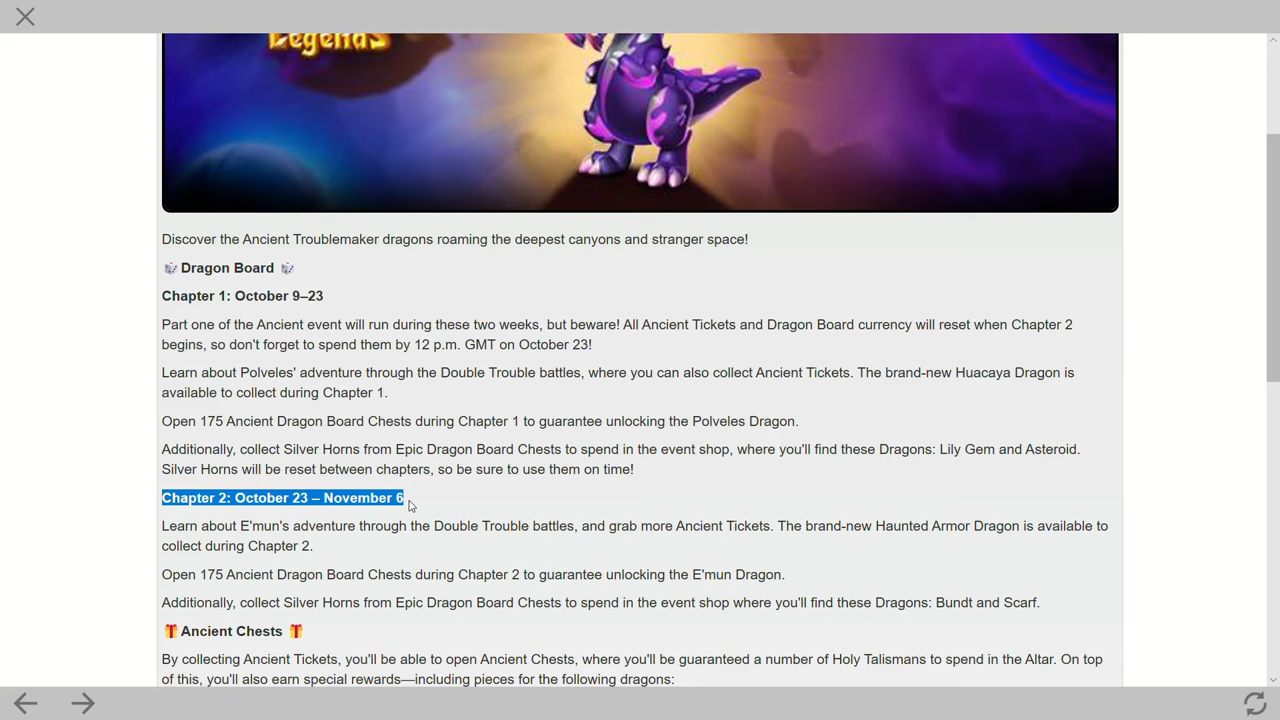 Legends
Discover the Ancient Troublemaker dragons roaming the deepest canyons and stranger space!
Dragon Board
Chapter 1: October 9–23
Part one of the Ancient event will run during these two weeks, but beware! All Ancient Tickets and Dragon Board currency will reset when Chapter 2
begins, so don't forget to spend them by 12 p.m. GMT on October 23!
Learn about Polveles' adventure through the Double Trouble battles, where you can also collect Ancient Tickets. The brand-new Huacaya Dragon is
available to collect during Chapter 1.
Open 175 Ancient Dragon Board Chests during Chapter 1 to guarantee unlocking the Polveles Dragon.
Additionally, collect Silver Horns from Epic Dragon Board Chests to spend in the event shop, where you'll find these Dragons: Lily Gem and Asteroid.
Silver Horns will be reset between chapters, so be sure to use them on time!
Chapter 2: October 23 – November 6
Learn about E'mun's adventure through the Double Trouble battles, and grab more Ancient Tickets. The brand-new Haunted Armor Dragon is available to
collect during Chapter 2.
Open 175 Ancient Dragon Board Chests during Chapter 2 to guarantee unlocking the E'mun Dragon.
Additionally, collect Silver Horns from Epic Dragon Board Chests to spend in the event shop where you'll find these Dragons: Bundt and Scarf.
Ancient Chests
By collecting Ancient Tickets, you'll be able to open Ancient Chests, where you'll be guaranteed a number of Holy Talismans to spend in the Altar. On top
of this, you'll also earn special rewards—including pieces for the following dragons: